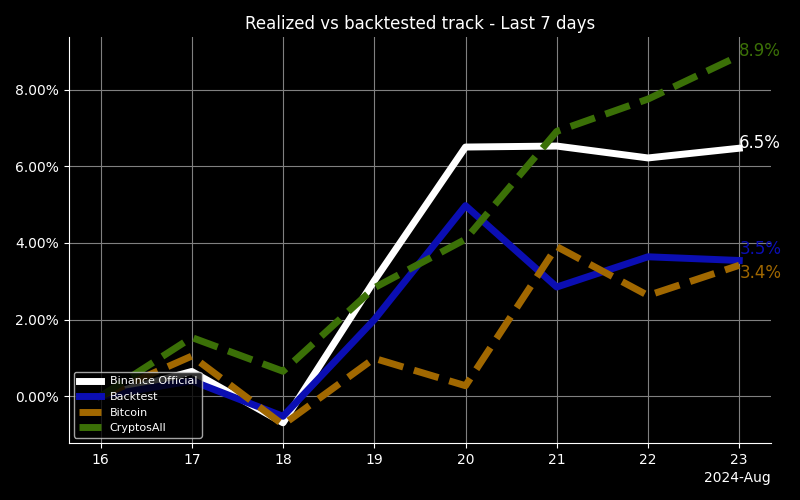 Realized vs backtested track - Last 7 days
8.9%
8.00%
6.5%
6.00%
4.00%
3.5%
3.4%
2.00%
0.00%
Binance Official
Backtest
Bitcoin
CryptosAll
16 17 18 19 20 21 22 23
2024-Aug